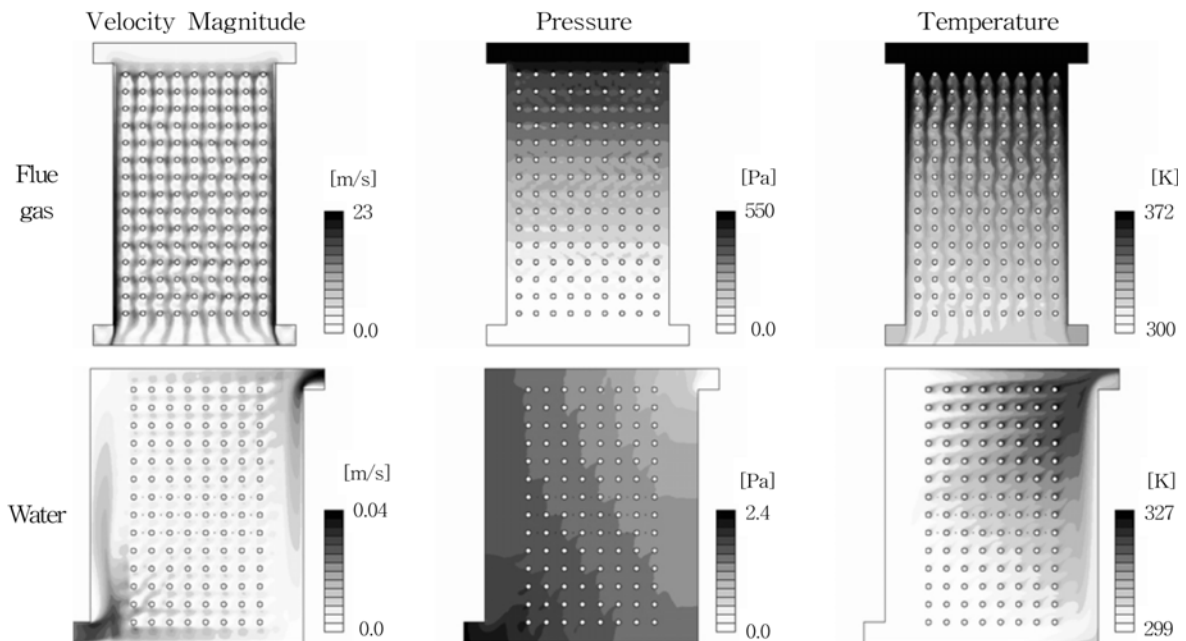 Velocity Magnitude
Pressure
Temperature
Flue
gas
[m/s]
23
0.0
[Pa]
550
0.0
[K]
372
300
Water
[m/s]
0.04
0.0
[Pa]
2.4
0.0
[K]
327
299